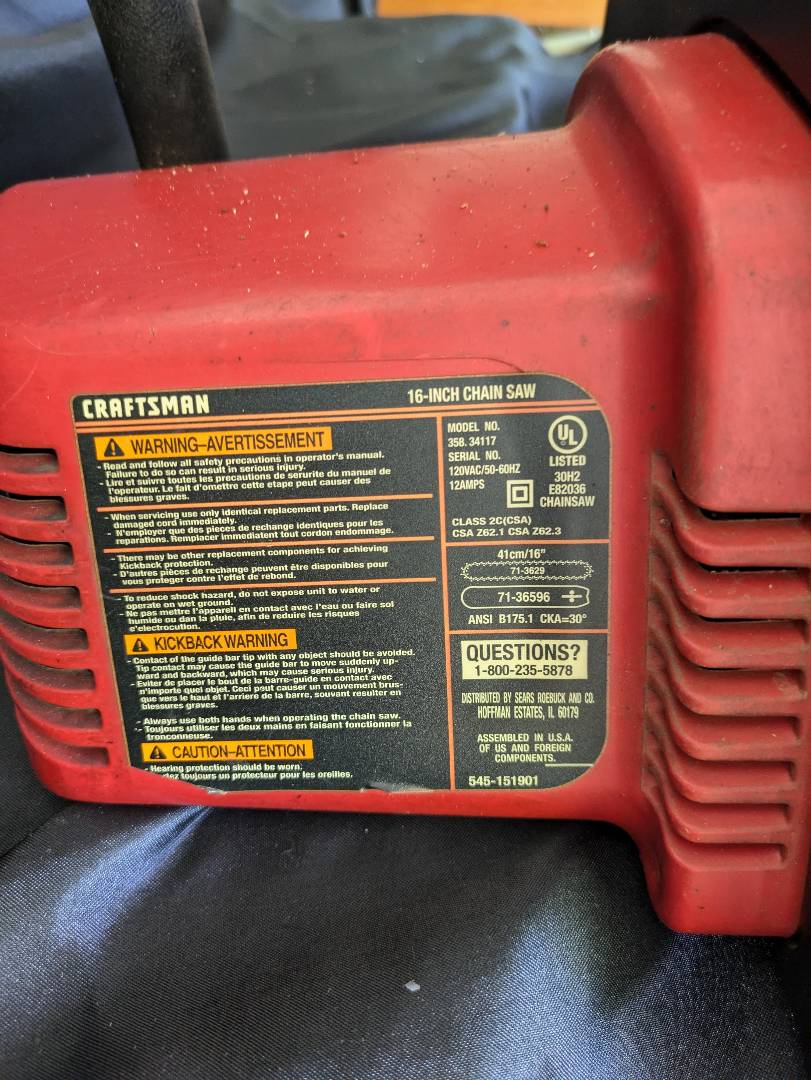 CRAFTSMAN
16-INCH CHAIN SAW
WARNING–AVERTISSEMENT
- Read and follow all safety precautions in operator's manual.
Failure to do so can result in serious injury.
- Lire et suivre toutes les precautions de serurite du manuel de
l'operateur. Le fait d'omettre cette etape peut causer des
blessures graves.
- When servicing use only identical replacement parts. Replace
damaged cord immediately.
- N'employer que des pieces de rechange identiques pour les
reparations. Remplacer immediatent tout cordon endommage.
- There may be other replacement components for achieving
Kickback protection.
- D'autres pièces de rechange peuvent être disponibles pour
vous proteger contre l'effet de rebond.
- To reduce shock hazard, do not expose unit to water or
operate on wet ground.
- Ne pas mettre l'appareil en contact avec l'eau ou faire sol
humide ou dan la pluie, afin de réduire les risques
d'electrocution.
KICKBACK WARNING
- Contact of the guide bar tip with any object should be avoided.
Tip contact may cause the guide bar to move suddenly up-
ward and backward, which may cause serious injury.
- Eviter de placer le bout de la barre-guide en contact avec
n'importe quel objet. Ceci peut causer un mouvement brus-
que vers le haut et l'arriere de la barre, souvant resulter en
blessures graves.
- Always use both hands when operating the chain saw.
- Toujours utiliser les deux mains en faisant fonctionner la
tronconneuse.
CAUTION–ATTENTION
- Hearing protection should be worn.
toujours un protecteur pour les oreilles.
MODEL NO.
358.34117
SERIAL NO.
120VAC/50-60HZ
12AMPS
UL
LISTED
30H2
E82036
CHAINSAW
CLASS 2C(CSA)
CSA Z62.1 CSA Z62.3
41cm/16"
71-3629
71-36596
ANSI B175.1 CKA=30°
QUESTIONS?
1-800-235-5878
DISTRIBUTED BY SEARS ROEBUCK AND CO.
HOFFMAN ESTATES, IL 60179
ASSEMBLED IN U.S.A.
OF US AND FOREIGN
COMPONENTS.
545-151901